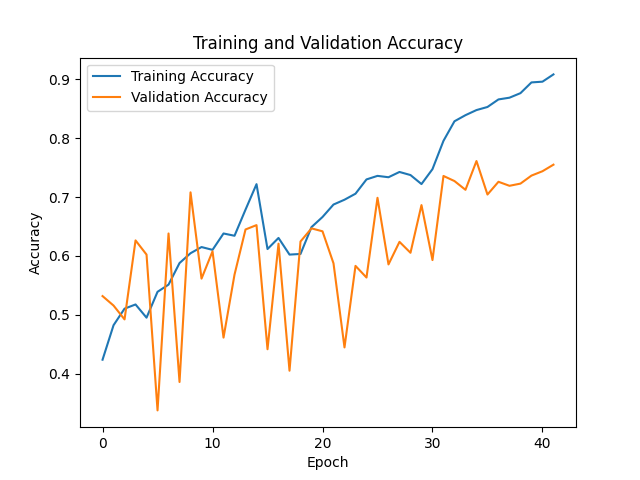 Training and Validation Accuracy
Training Accuracy
Validation Accuracy
0.9
0.8
0.7
0.6
0.5
0.4
Accuracy
0 10 20 30 40
Epoch